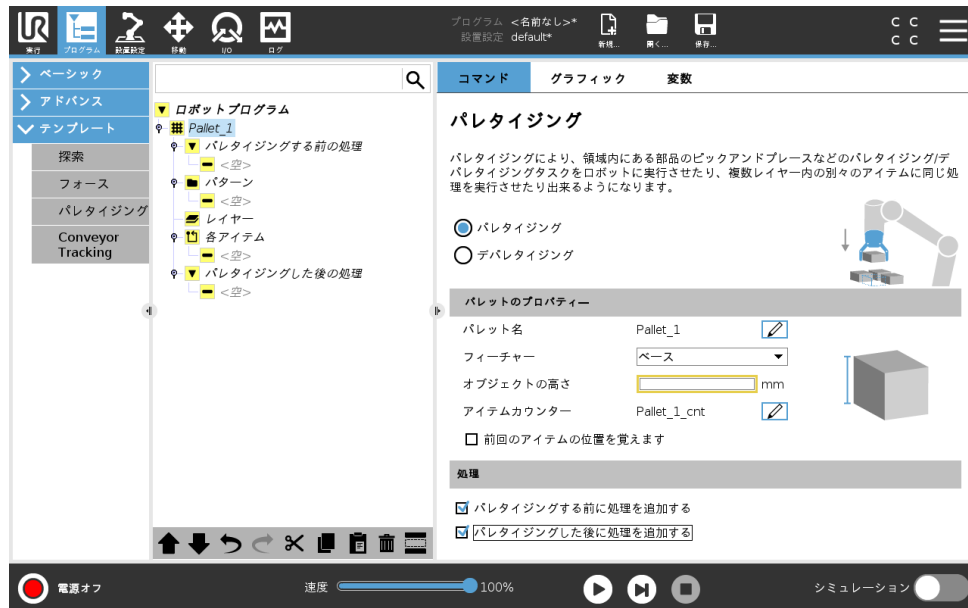 UR
実行
プログラム
設置設定
移動
I/O
ログ
プログラム <名前なし>*
設置設定 default*
新規...
開く...
保存...
C C
C C
ベーシック
アドバンス
テンプレート
探索
フォース
パレタイジング
Conveyor
Tracking
ロボットプログラム
Pallet_1
パレタイジングする前の処理
<空>
パターン
<空>
レイヤー
各アイテム
<空>
パレタイジングした後の処理
<空>
コマンド グラフィック 変数
パレタイジング
パレタイジングにより、領域内にある部品のピックアンドプレースなどのパレタイジング/デ
パレタイジングタスクをロボットに実行させたり、複数レイヤー内の別々のアイテムに同じ処
理を実行させたり出来るようになります。
パレタイジング
デパレタイジング
パレットのプロパティー
パレット名 Pallet_1
フィーチャー ベース
オブジェクトの高さ mm
アイテムカウンター Pallet_1_cnt
前回のアイテムの位置を覚えます
処理
パレタイジングする前に処理を追加する
パレタイジングした後に処理を追加する
電源オフ
速度 100%
シミュレーション